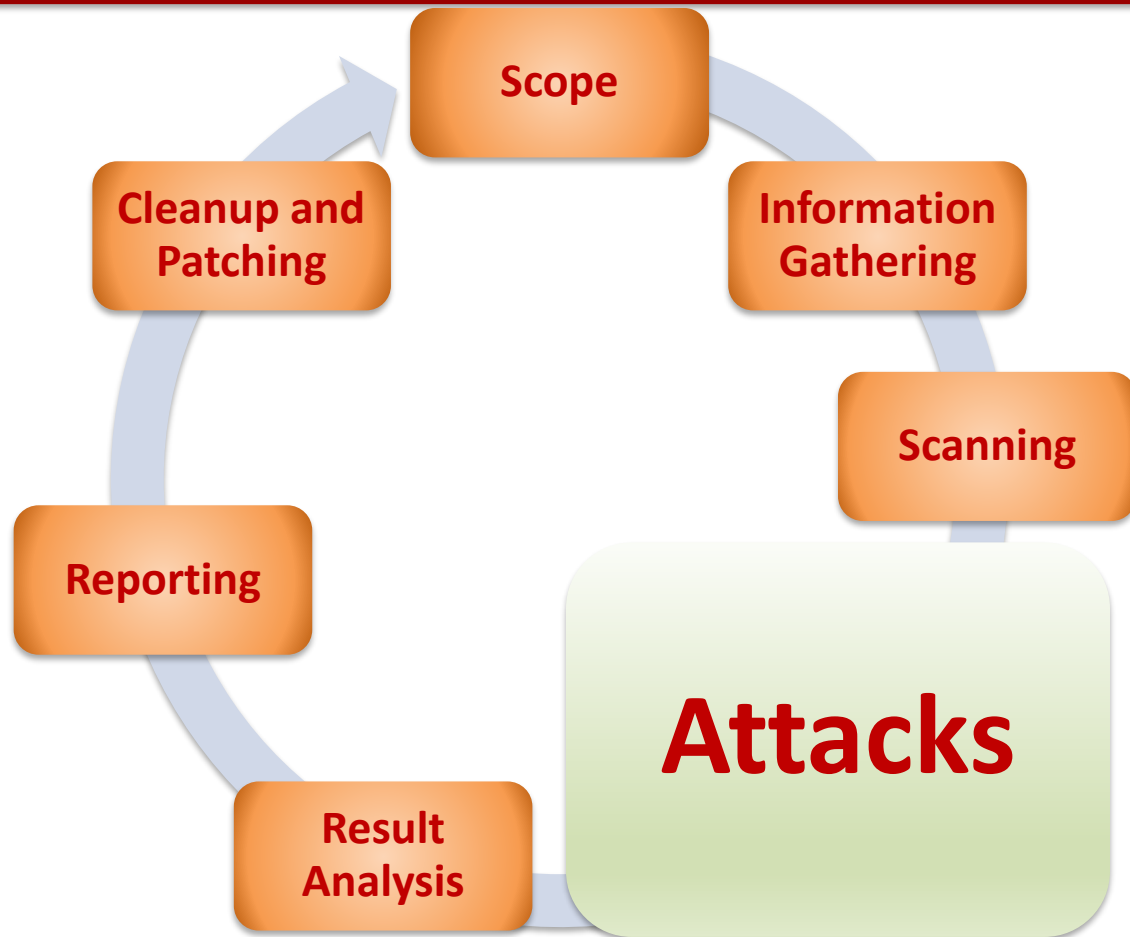 Scope
Information
Gathering
Scanning
Attacks
Result
Analysis
Reporting
Cleanup and
Patching